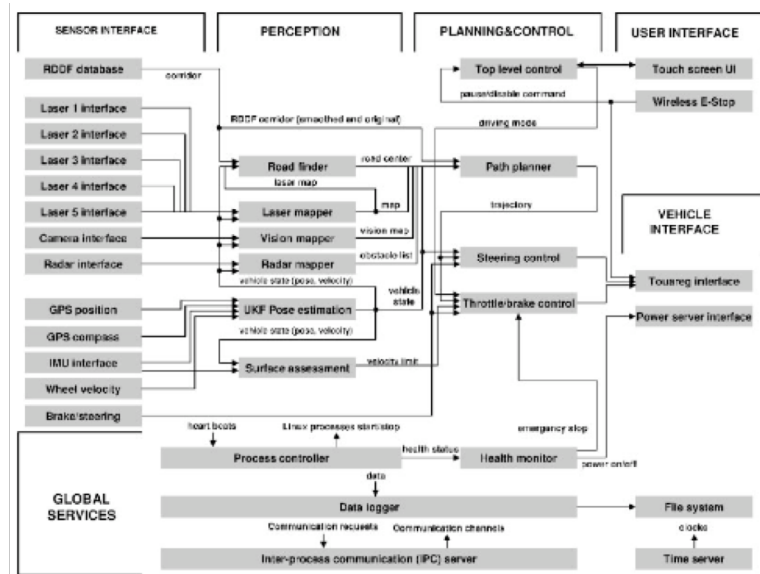 SENSOR INTERFACE
PERCEPTION
PLANNING&CONTROL
USER INTERFACE
RDDF database
corridor
Top level control
Touch screen UI
pause/disable command
Wireless E-Stop
Laser 1 interface
RDDF corridor (smoothed and original)
driving mode
Laser 2 interface
Laser 3 interface
Road finder
road center
Path planner
laser map
Laser 4 interface
Laser 5 interface
Laser mapper
map
trajectory
VEHICLE
INTERFACE
Camera interface
Vision mapper
vision map
Radar interface
Radar mapper
obstacle list
Steering control
vehicle state (pose, velocity)
vehicle
state
Touareg interface
GPS position
UKF Pose estimation
Throttle/brake control
Power server interface
GPS compass
vehicle state (pose, velocity)
IMU interface
Surface assessment
velocity limit
Wheel velocity
Brake/steering
heart beats
Linux processes start/stop
emergency stop
health status
Process controller
Health monitor
power on/off
GLOBAL
SERVICES
data
Data logger
File system
Communication requests
Communication channels
clocks
Inter-process communication (IPC) server
Time server